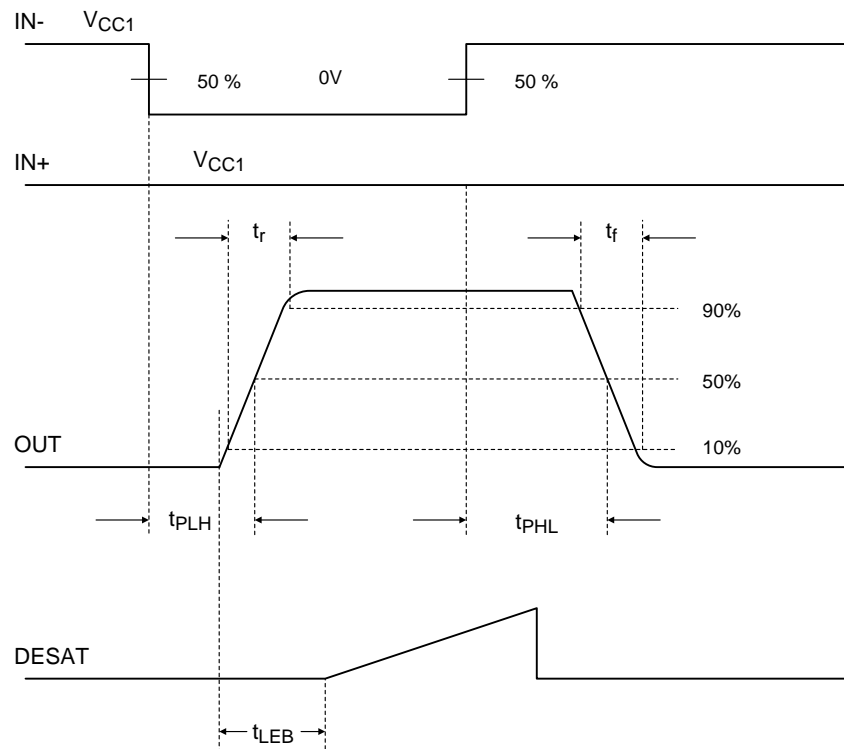 IN- VCC1
50 % 0V 50 %
IN+ VCC1
tr tf
90%
50%
OUT 10%
tPLH tPHL
DESAT
tLEB